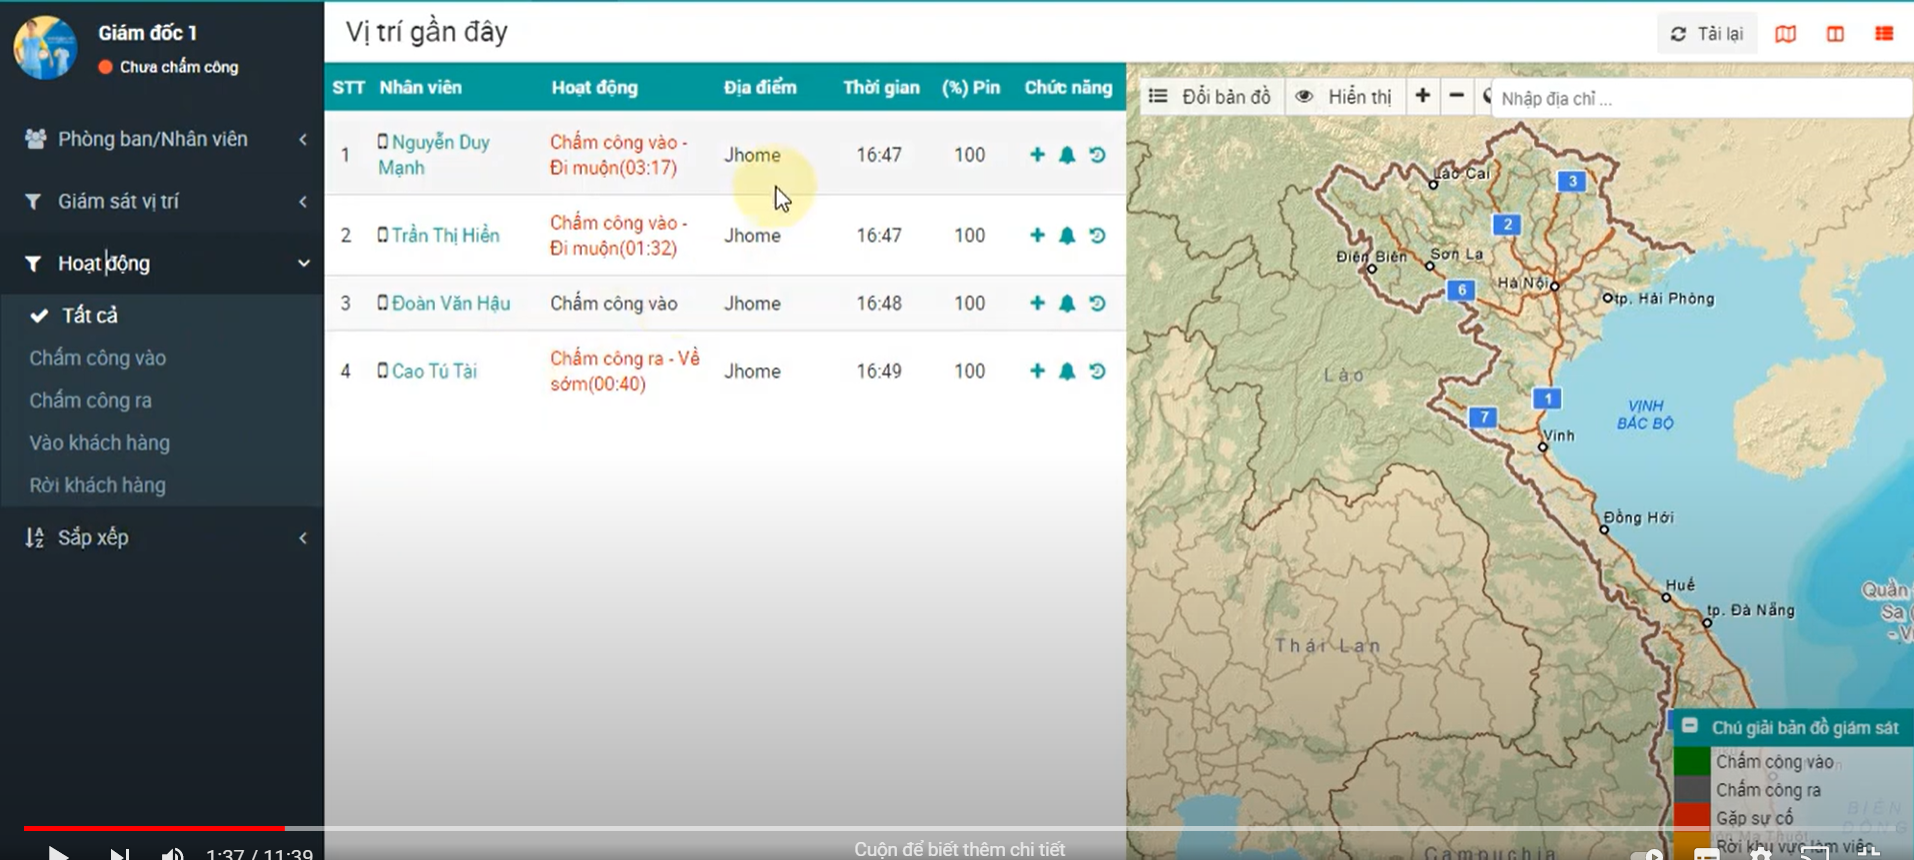 Giám đốc 1
Chưa chấm công
Phòng ban/Nhân viên
Giám sát vị trí
Hoạt động
Tất cả
Chấm công vào
Chấm công ra
Vào khách hàng
Rời khách hàng
Sắp xếp
Vị trí gần đây
Tải lại
STT Nhân viên Hoạt động Địa điểm Thời gian (%) Pin Chức năng
1 Nguyễn Duy Mạnh Chấm công vào - Đi muộn(03:17) Jhome 16:47 100
2 Trần Thị Hiền Chấm công vào - Đi muộn(01:32) Jhome 16:47 100
3 Đoàn Văn Hậu Chấm công vào Jhome 16:48 100
4 Cao Tú Tài Chấm công ra - Về sớm(00:40) Jhome 16:49 100
Đổi bản đồ
Hiển thị
Nhập địa chỉ ...
Lào Cai
3
2
Điện Biên
Sơn La
6
Hà Nội
tp. Hải Phòng
Lào
1
7
VỊNH
BẮC BỘ
Vinh
Đồng Hới
Huế
tp. Đà Nẵng
Quần
Sa
Thái Lan
Chú giải bản đồ giám sát
Chấm công vào
Chấm công ra
Gặp sự cố
Rời khu vực làm việc
BIỂN
ĐÔNG
Campuchia
1:37 / 11:39
Cuộn để biết thêm chi tiết